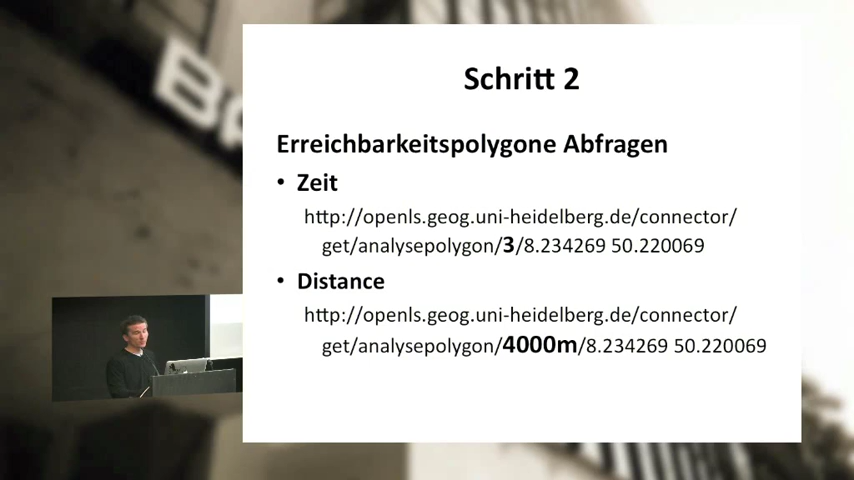 Schritt 2
Erreichbarkeitspolygone Abfragen
• Zeit
http://openls.geog.uni-heidelberg.de/connector/
get/analysepolygon/3/8.234269 50.220069
• Distance
http://openls.geog.uni-heidelberg.de/connector/
get/analysepolygon/4000m/8.234269 50.220069